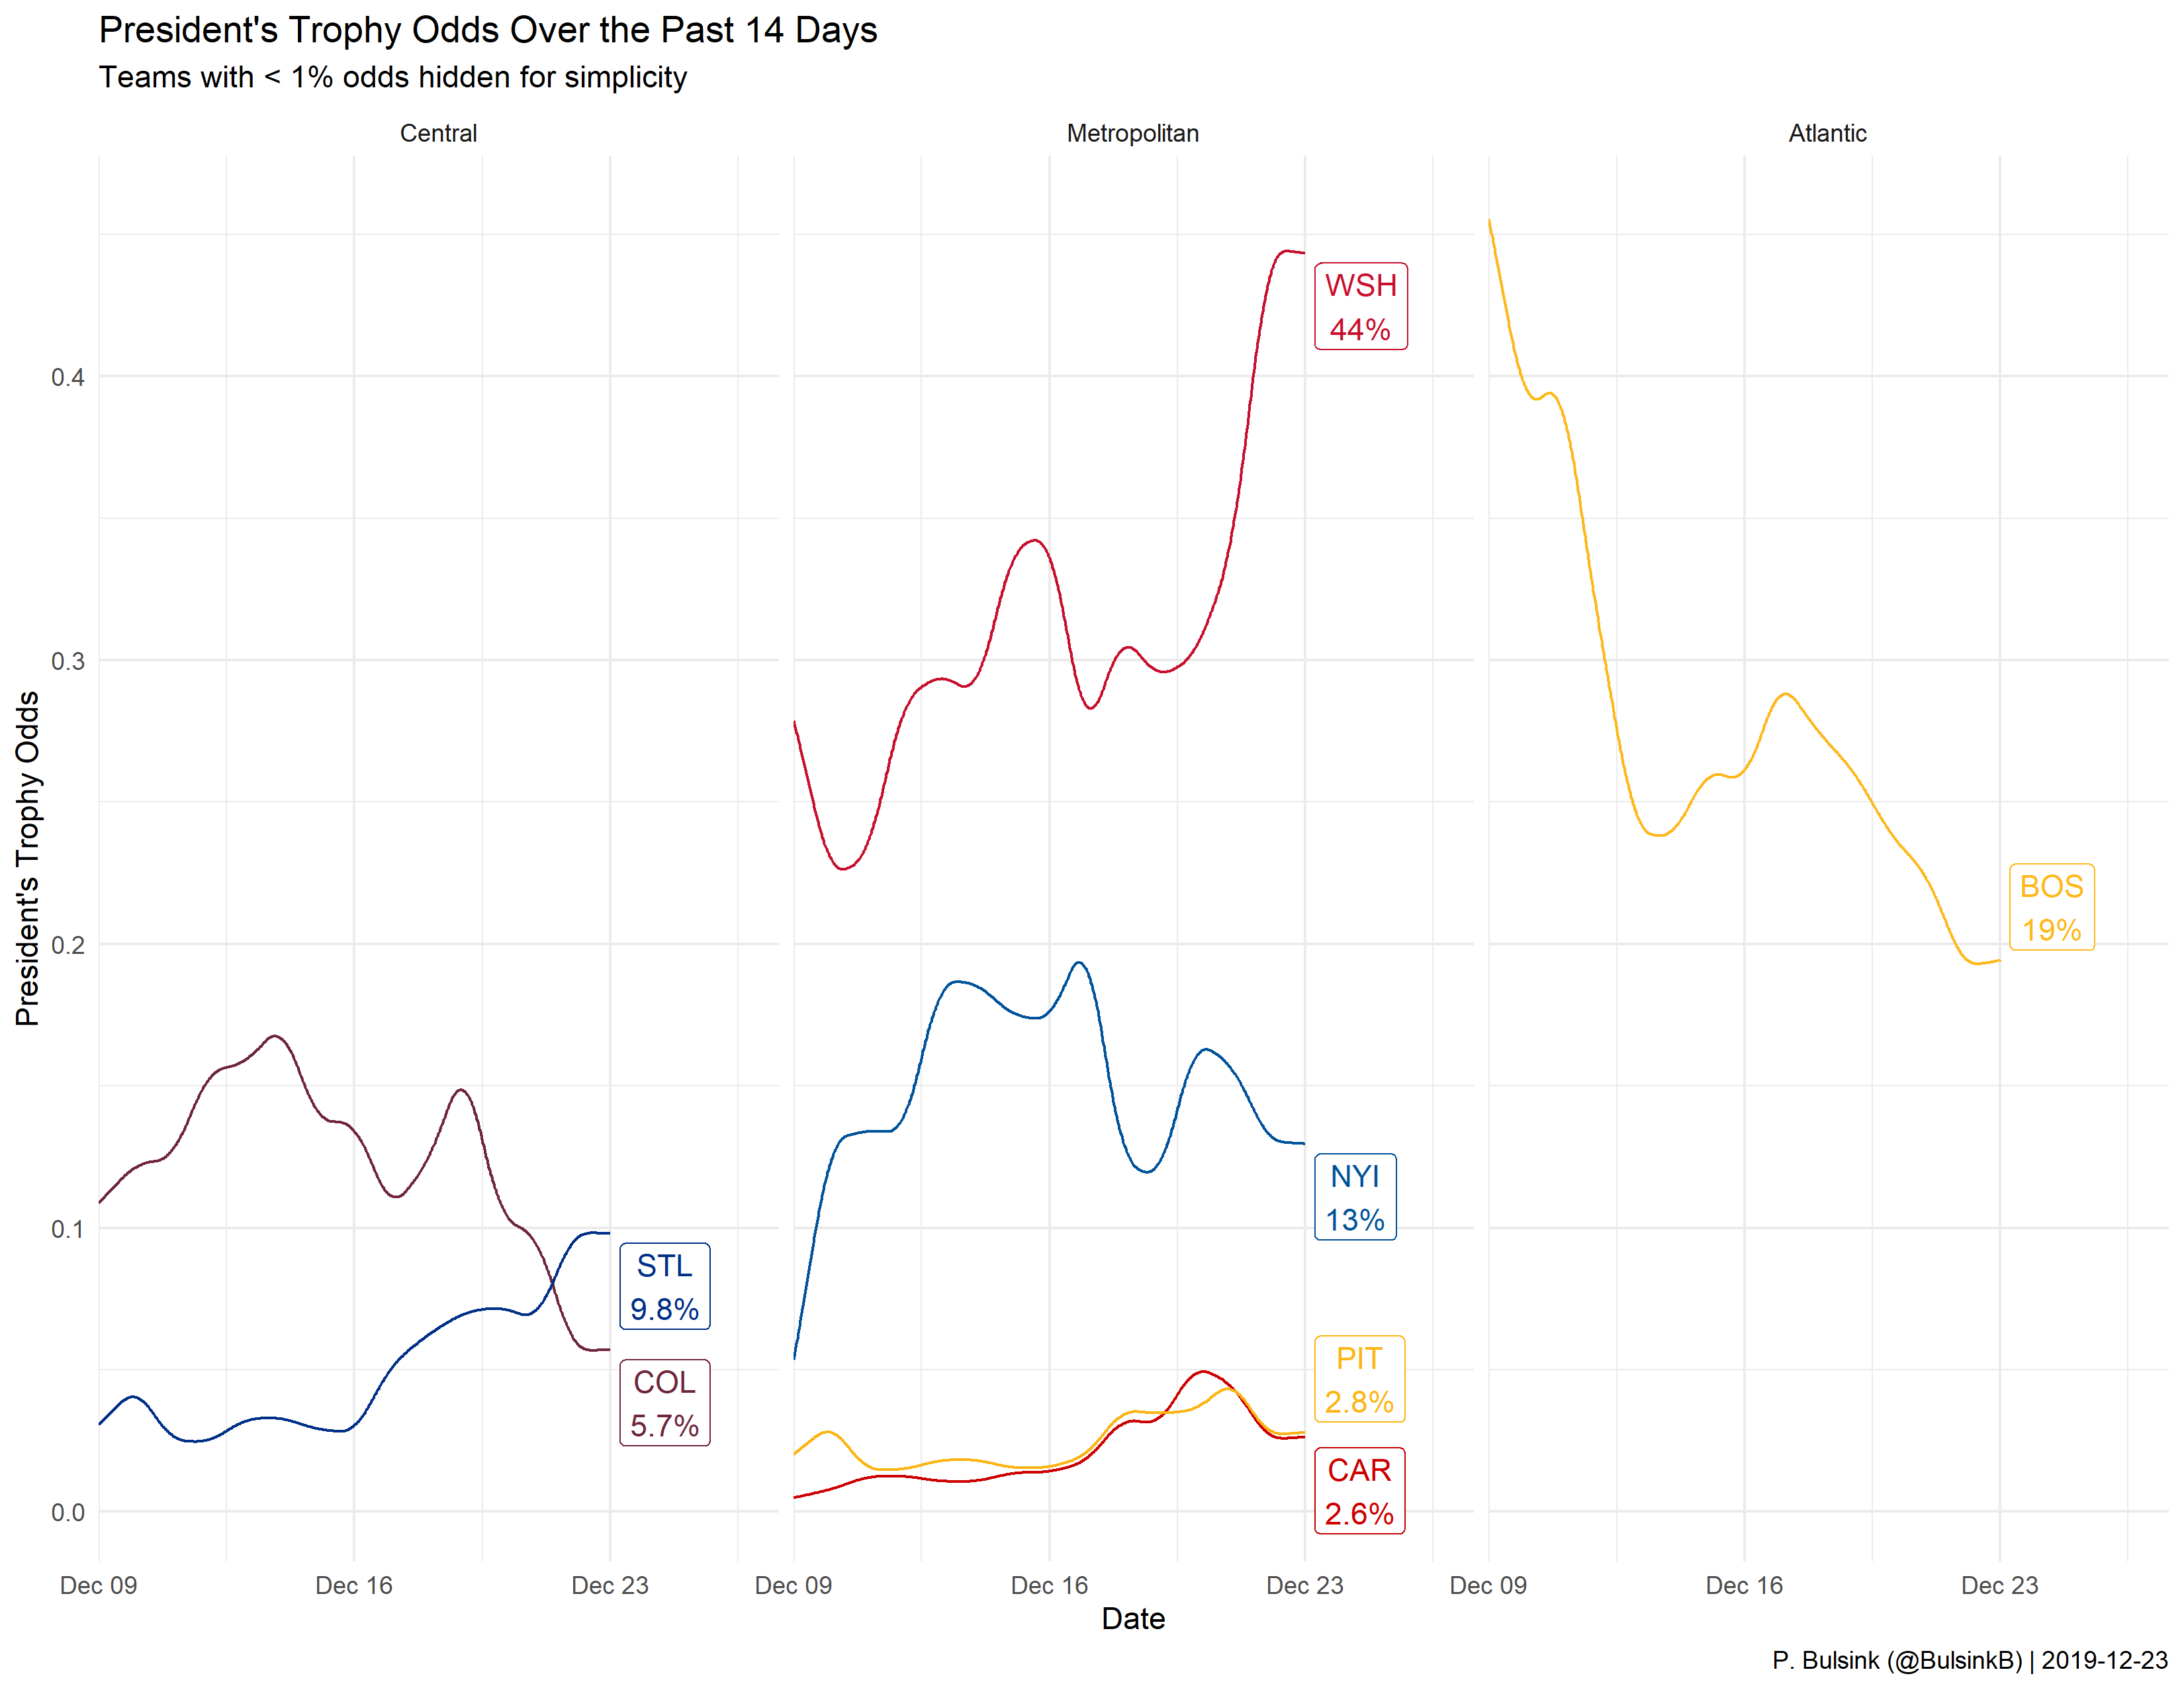 President's Trophy Odds Over the Past 14 Days
Teams with < 1% odds hidden for simplicity
Central
Metropolitan
Atlantic
President's Trophy Odds
0.4
0.3
0.2
0.1
0.0
WSH
44%
BOS
19%
NYI
13%
STL
9.8%
COL
5.7%
PIT
2.8%
CAR
2.6%
Dec 09
Dec 16
Dec 23
Dec 09
Dec 16
Dec 23
Dec 09
Dec 16
Dec 23
Date
P. Bulsink (@BulsinkB) | 2019-12-23